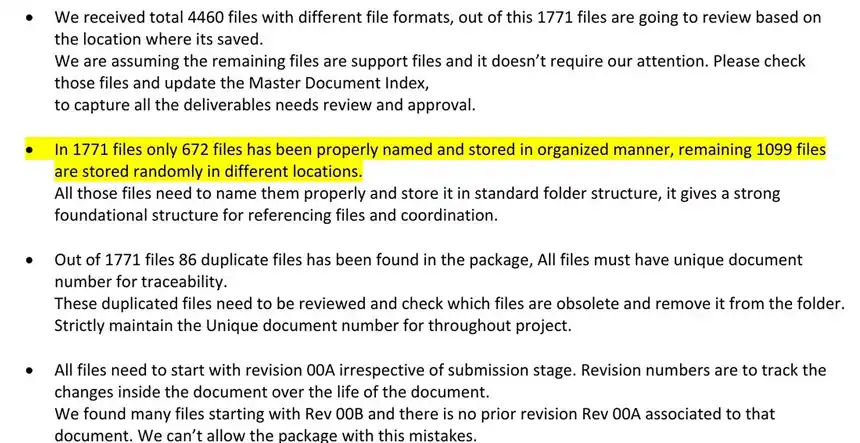 • We received total 4460 files with different file formats, out of this 1771 files are going to review based on
the location where its saved.
We are assuming the remaining files are support files and it doesn’t require our attention. Please check
those files and update the Master Document Index,
to capture all the deliverables needs review and approval.
• In 1771 files only 672 files has been properly named and stored in organized manner, remaining 1099 files
are stored randomly in different locations.
All those files need to name them properly and store it in standard folder structure, it gives a strong
foundational structure for referencing files and coordination.
• Out of 1771 files 86 duplicate files has been found in the package, All files must have unique document
number for traceability.
These duplicated files need to be reviewed and check which files are obsolete and remove it from the folder.
Strictly maintain the Unique document number for throughout project.
• All files need to start with revision 00A irrespective of submission stage. Revision numbers are to track the
changes inside the document over the life of the document.
We found many files starting with Rev 00B and there is no prior revision Rev 00A associated to that
document. We can’t allow the package with this mistakes.